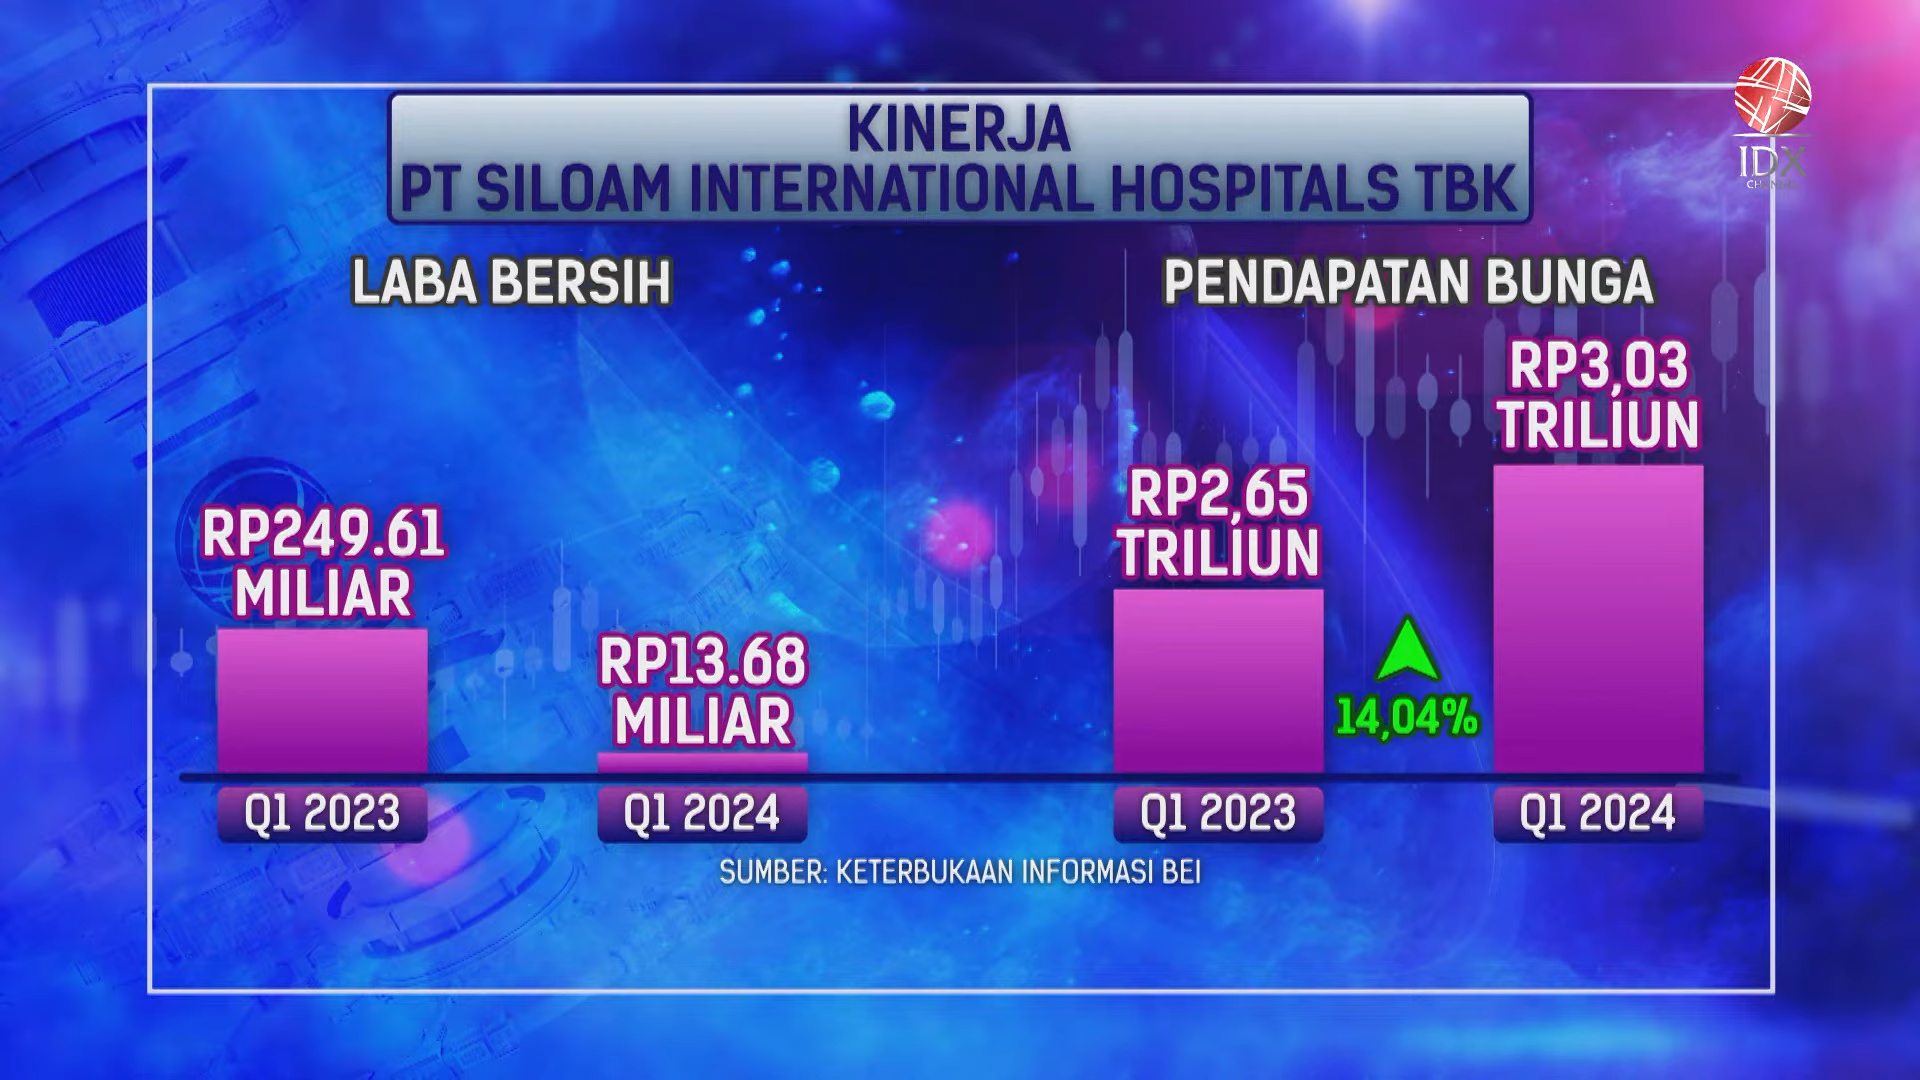 KINERJA
PT SILOAM INTERNATIONAL HOSPITALS TBK
IDX
CHANNEL
LABA BERSIH
RP249.61
MILIAR
Q1 2023
RP13.68
MILIAR
Q1 2024
PENDAPATAN BUNGA
RP2,65
TRILIUN
Q1 2023
14,04%
RP3,03
TRILIUN
Q1 2024
SUMBER: KETERBUKAAN INFORMASI BEI